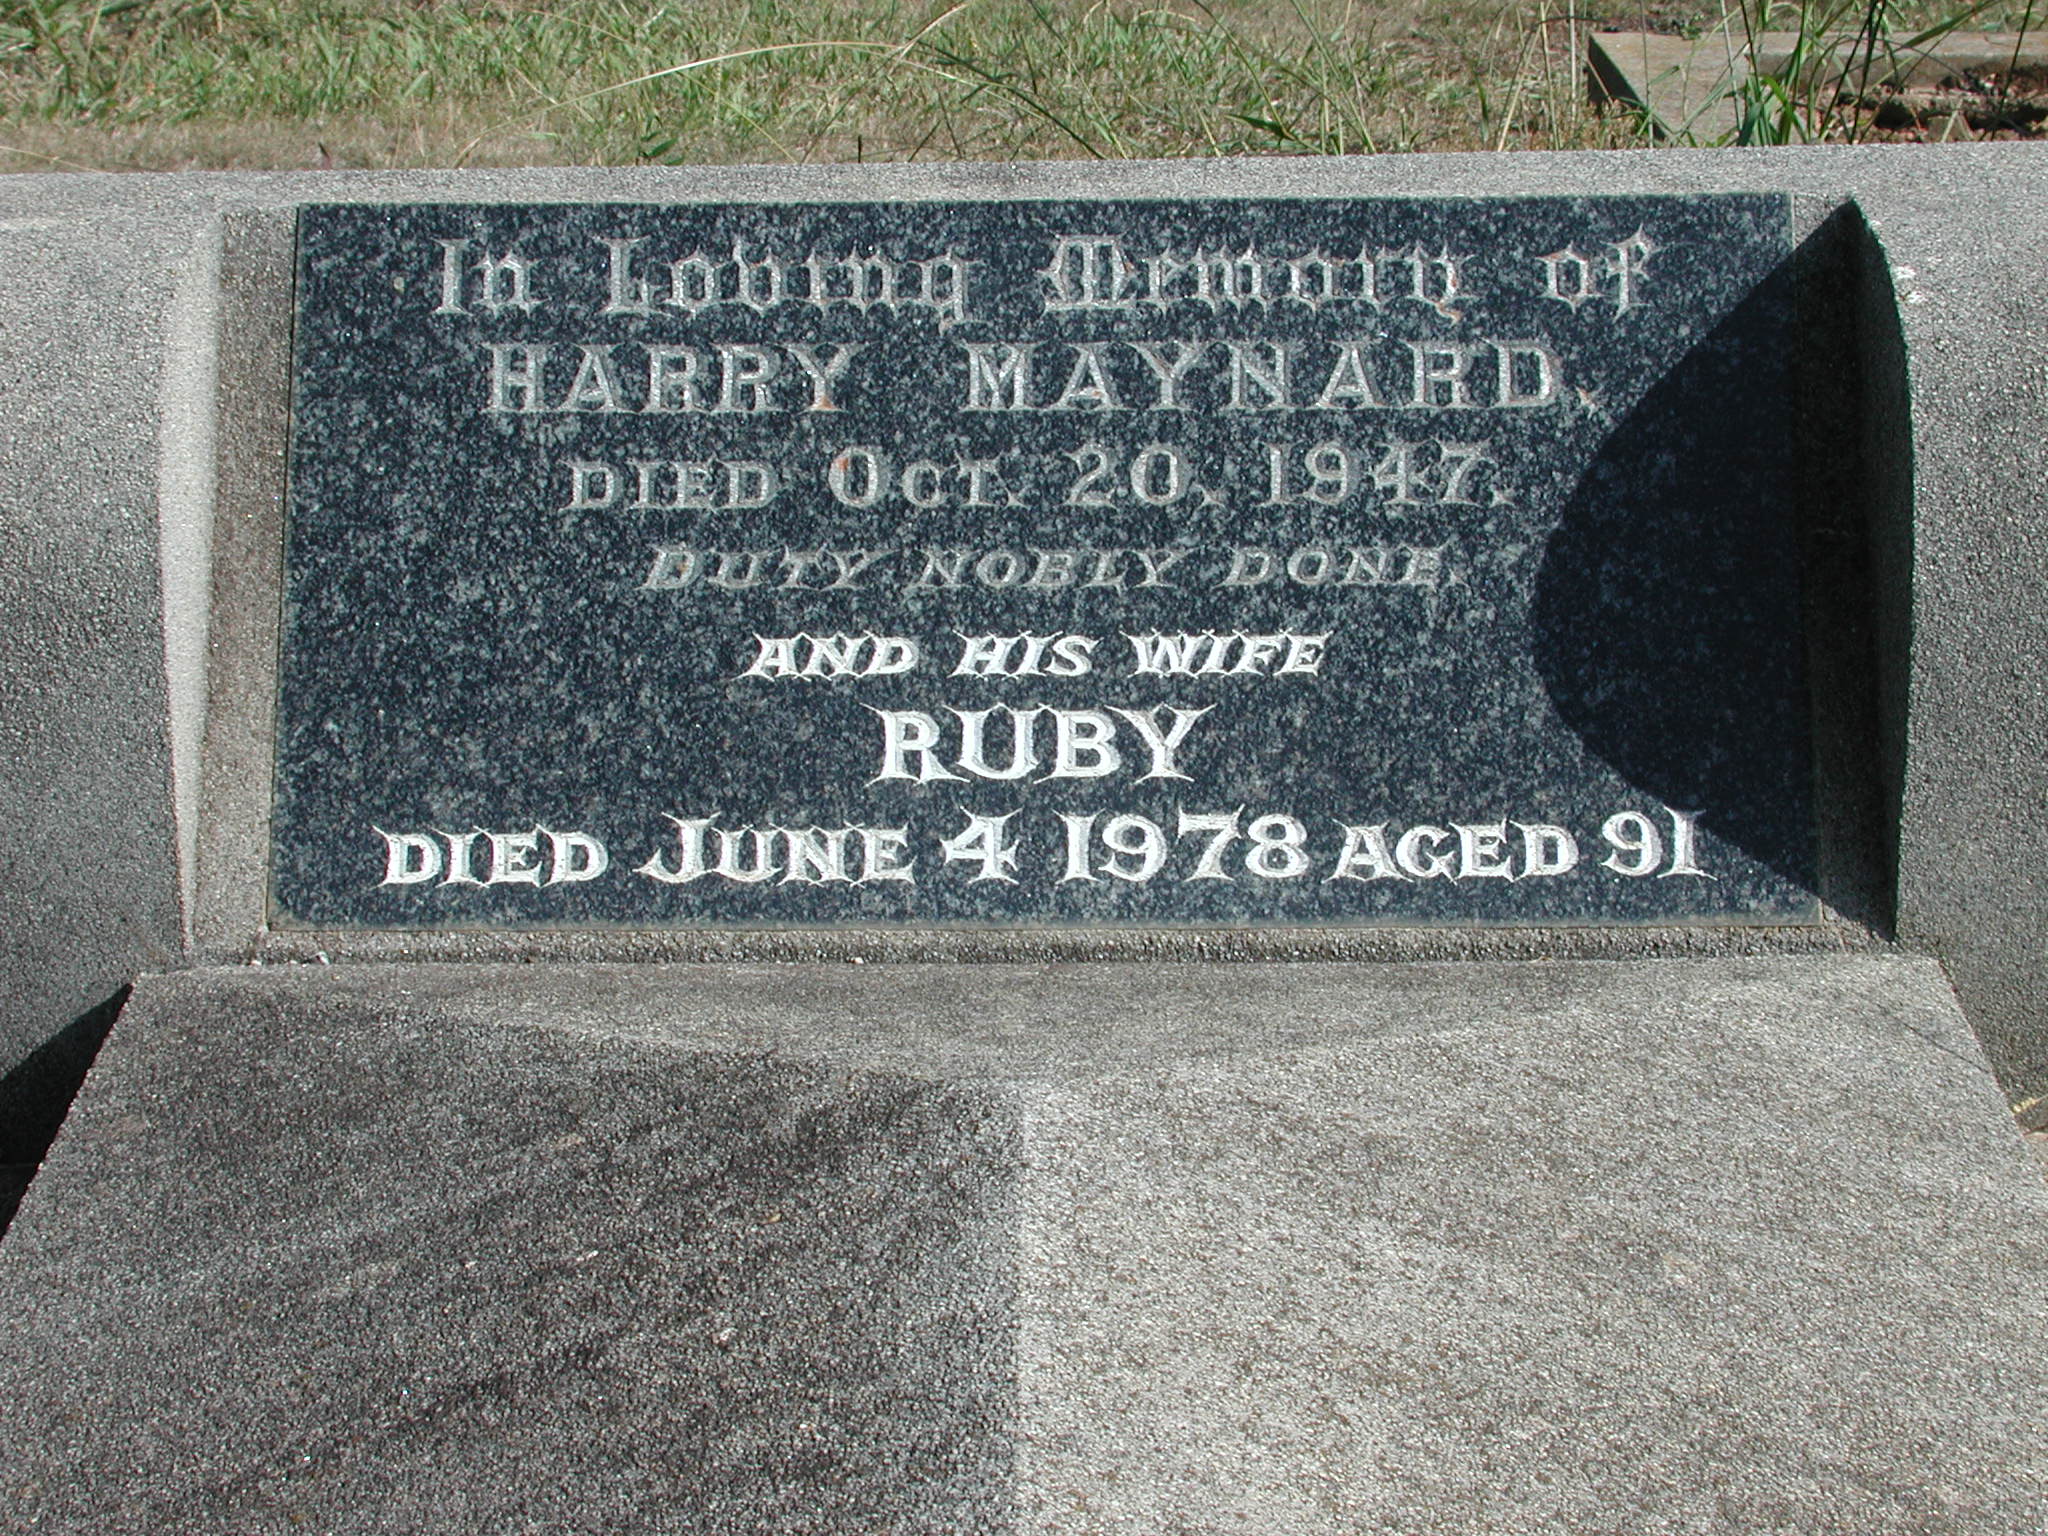 In Loving Memory of
HARRY MAYNARD.
DIED OCT. 20, 1947.
DUTY NOBLY DONE.
AND HIS WIFE
RUBY
DIED JUNE 4 1978 AGED 91